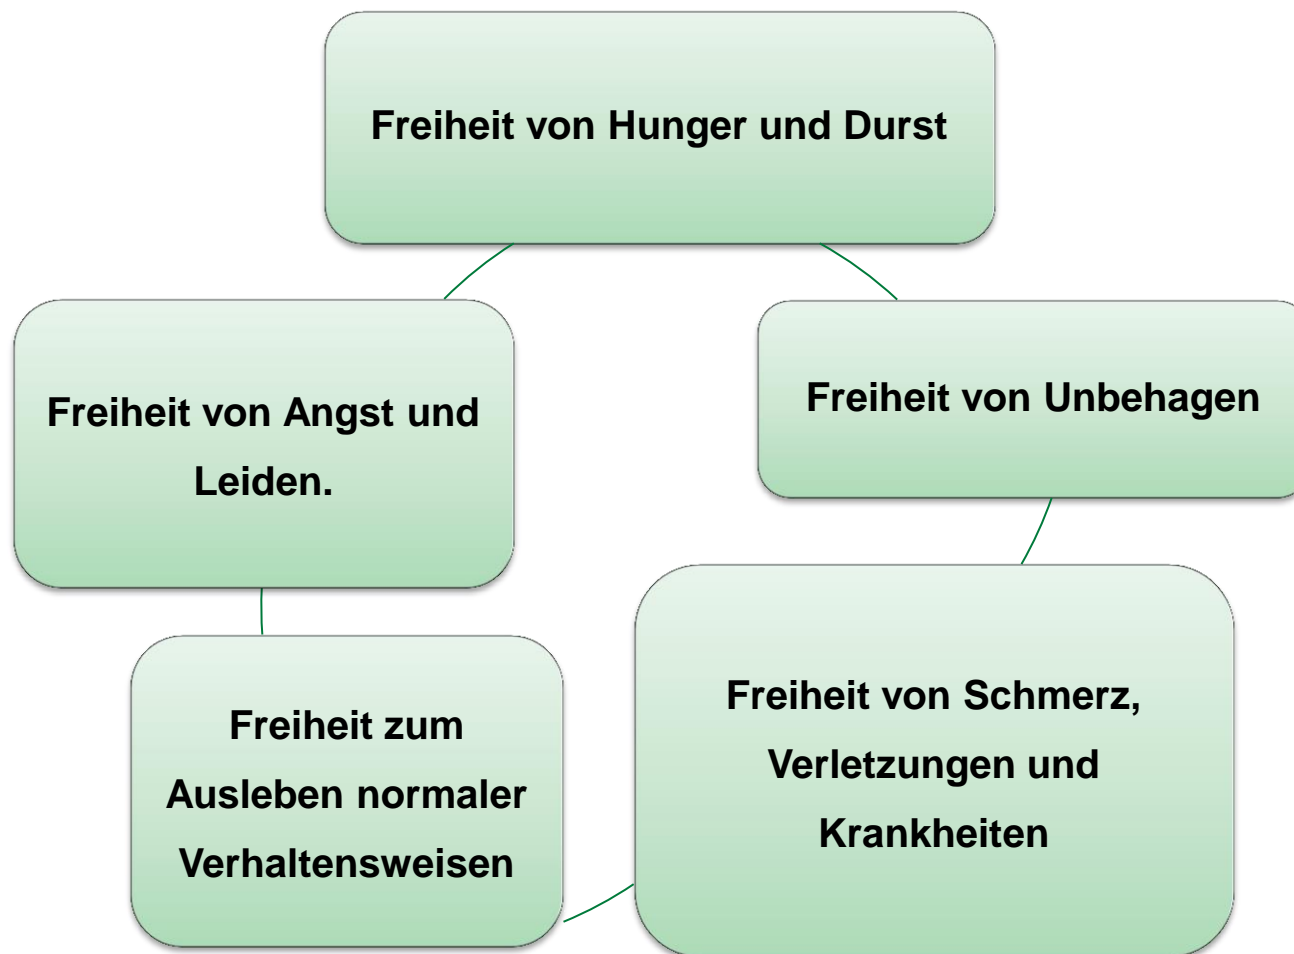 Freiheit von Hunger und Durst
Freiheit von Angst und
Leiden.
Freiheit von Unbehagen
Freiheit zum
Ausleben normaler
Verhaltensweisen
Freiheit von Schmerz,
Verletzungen und
Krankheiten